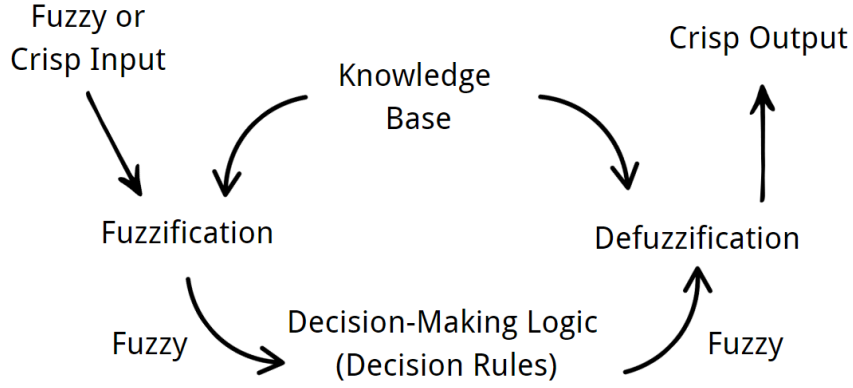 Fuzzy or
Crisp Input
Knowledge
Base
Crisp Output
Fuzzification
Defuzzification
Fuzzy
Decision-Making Logic
(Decision Rules)
Fuzzy